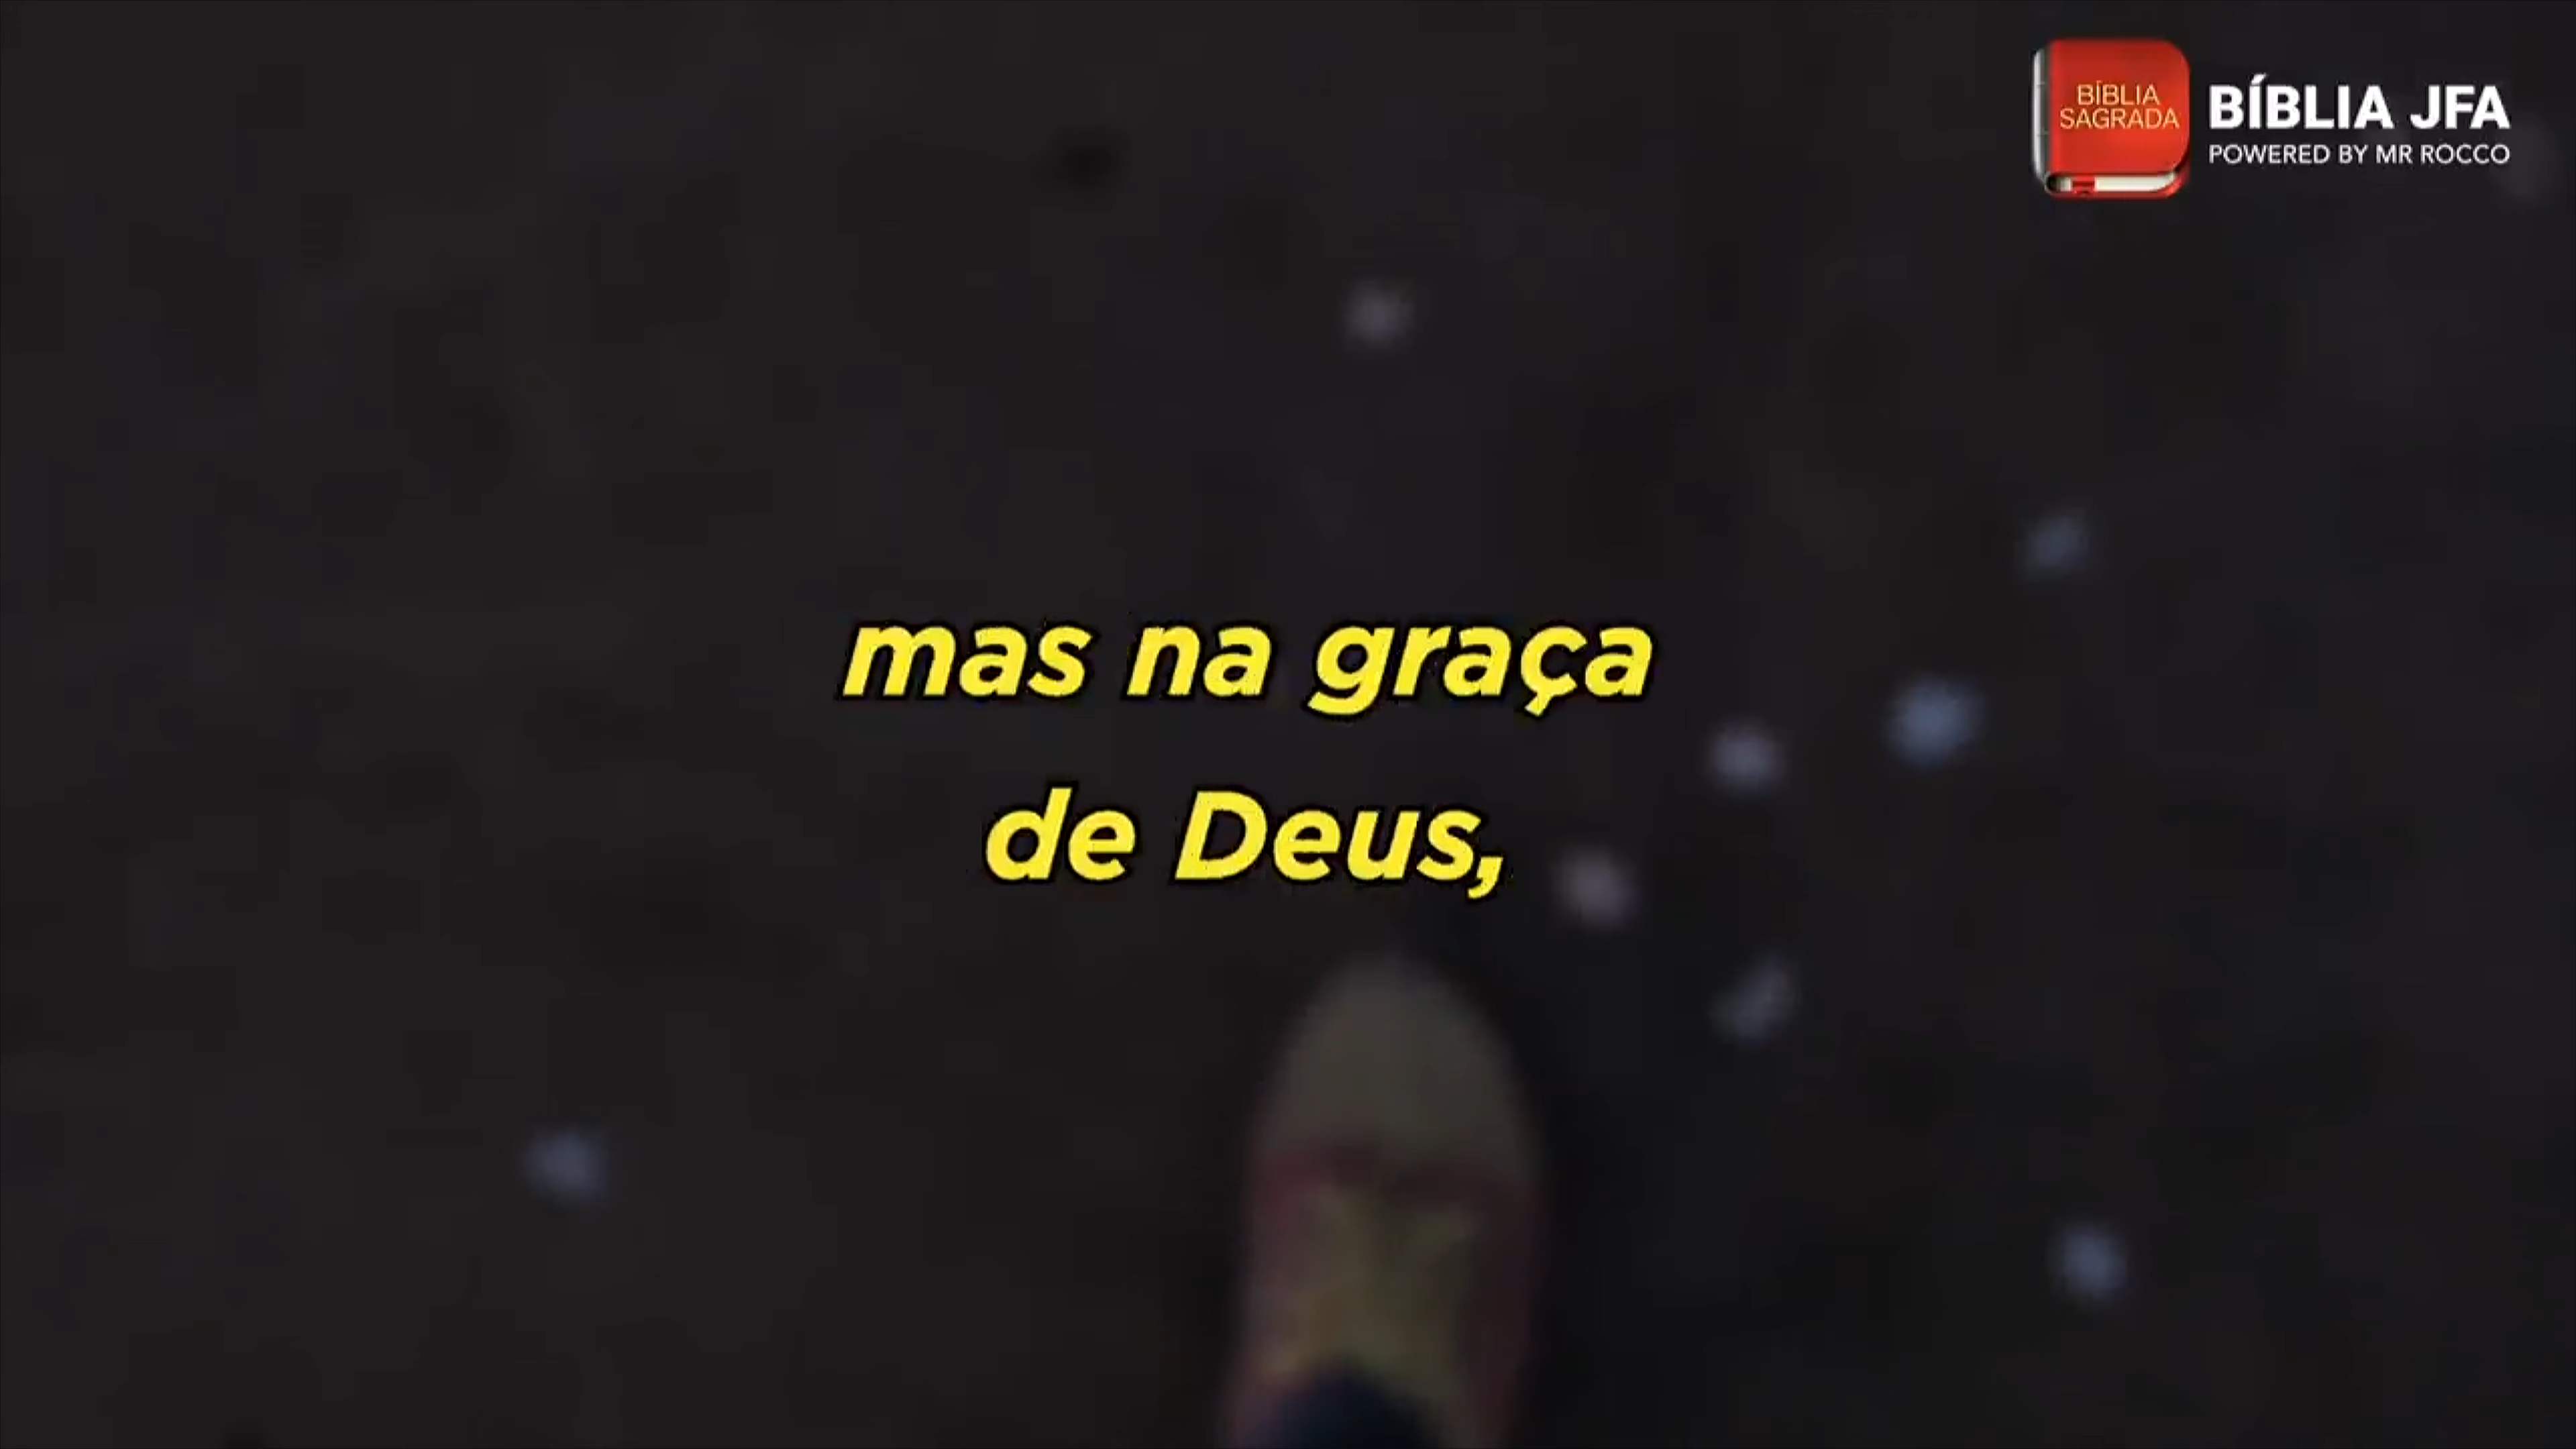 BÍBLIA
SAGRADA
BÍBLIA JFA
POWERED BY MR ROCCO
mas na graça
de Deus,